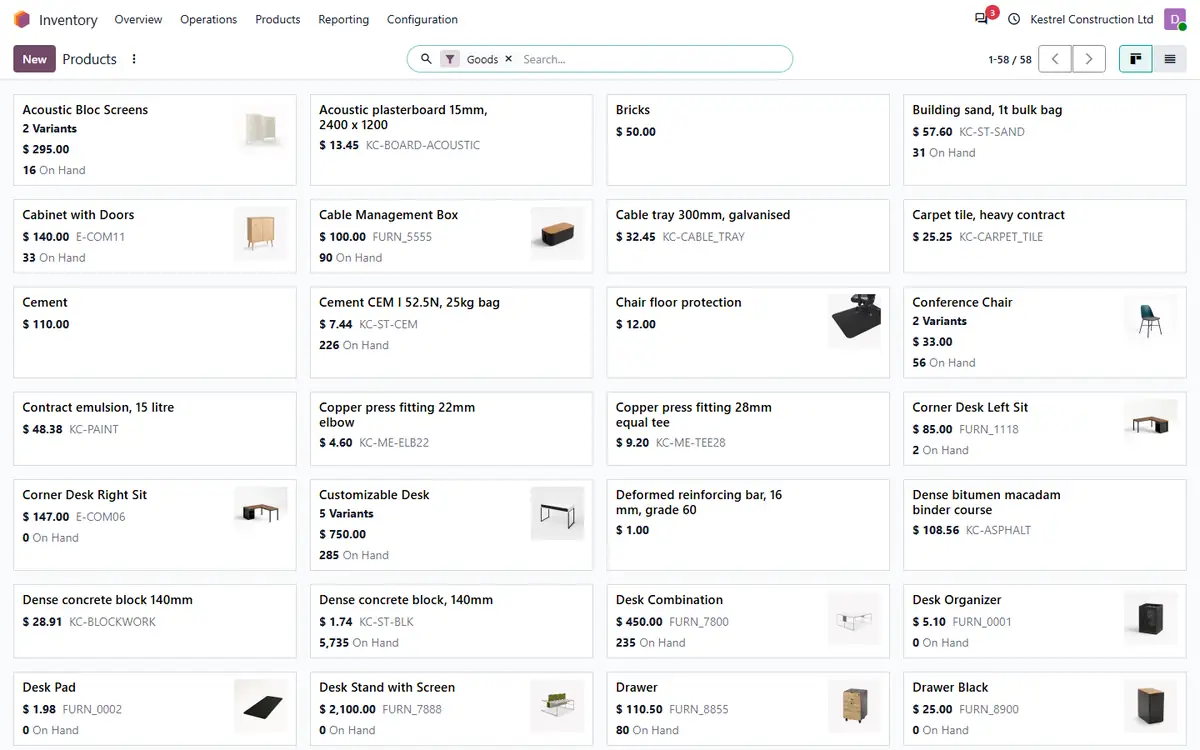 Inventory Overview Operations Products Reporting Configuration 3 Kestrel Construction Ltd D
New Products Goods × Search... 1-58 / 58
Acoustic Bloc Screens
2 Variants
$ 295.00
16 On Hand
Acoustic plasterboard 15mm,
2400 x 1200
$ 13.45 KC-BOARD-ACOUSTIC
Bricks
$ 50.00
Building sand, 1t bulk bag
$ 57.60 KC-ST-SAND
31 On Hand
Cabinet with Doors
$ 140.00 E-COM11
33 On Hand
Cable Management Box
$ 100.00 FURN_5555
90 On Hand
Cable tray 300mm, galvanised
$ 32.45 KC-CABLE_TRAY
Carpet tile, heavy contract
$ 25.25 KC-CARPET_TILE
Cement
$ 110.00
Cement CEM I 52.5N, 25kg bag
$ 7.44 KC-ST-CEM
226 On Hand
Chair floor protection
$ 12.00
Conference Chair
2 Variants
$ 33.00
56 On Hand
Contract emulsion, 15 litre
$ 48.38 KC-PAINT
Copper press fitting 22mm
elbow
$ 4.60 KC-ME-ELB22
Copper press fitting 28mm
equal tee
$ 9.20 KC-ME-TEE28
Corner Desk Left Sit
$ 85.00 FURN_1118
2 On Hand
Corner Desk Right Sit
$ 147.00 E-COM06
0 On Hand
Customizable Desk
5 Variants
$ 750.00
285 On Hand
Deformed reinforcing bar, 16
mm, grade 60
$ 1.00
Dense bitumen macadam
binder course
$ 108.56 KC-ASPHALT
Dense concrete block 140mm
$ 28.91 KC-BLOCKWORK
Dense concrete block, 140mm
$ 1.74 KC-ST-BLK
5,735 On Hand
Desk Combination
$ 450.00 FURN_7800
235 On Hand
Desk Organizer
$ 5.10 FURN_0001
0 On Hand
Desk Pad
$ 1.98 FURN_0002
0 On Hand
Desk Stand with Screen
$ 2,100.00 FURN_7888
0 On Hand
Drawer
$ 110.50 FURN_8855
80 On Hand
Drawer Black
$ 25.00 FURN_8900
0 On Hand